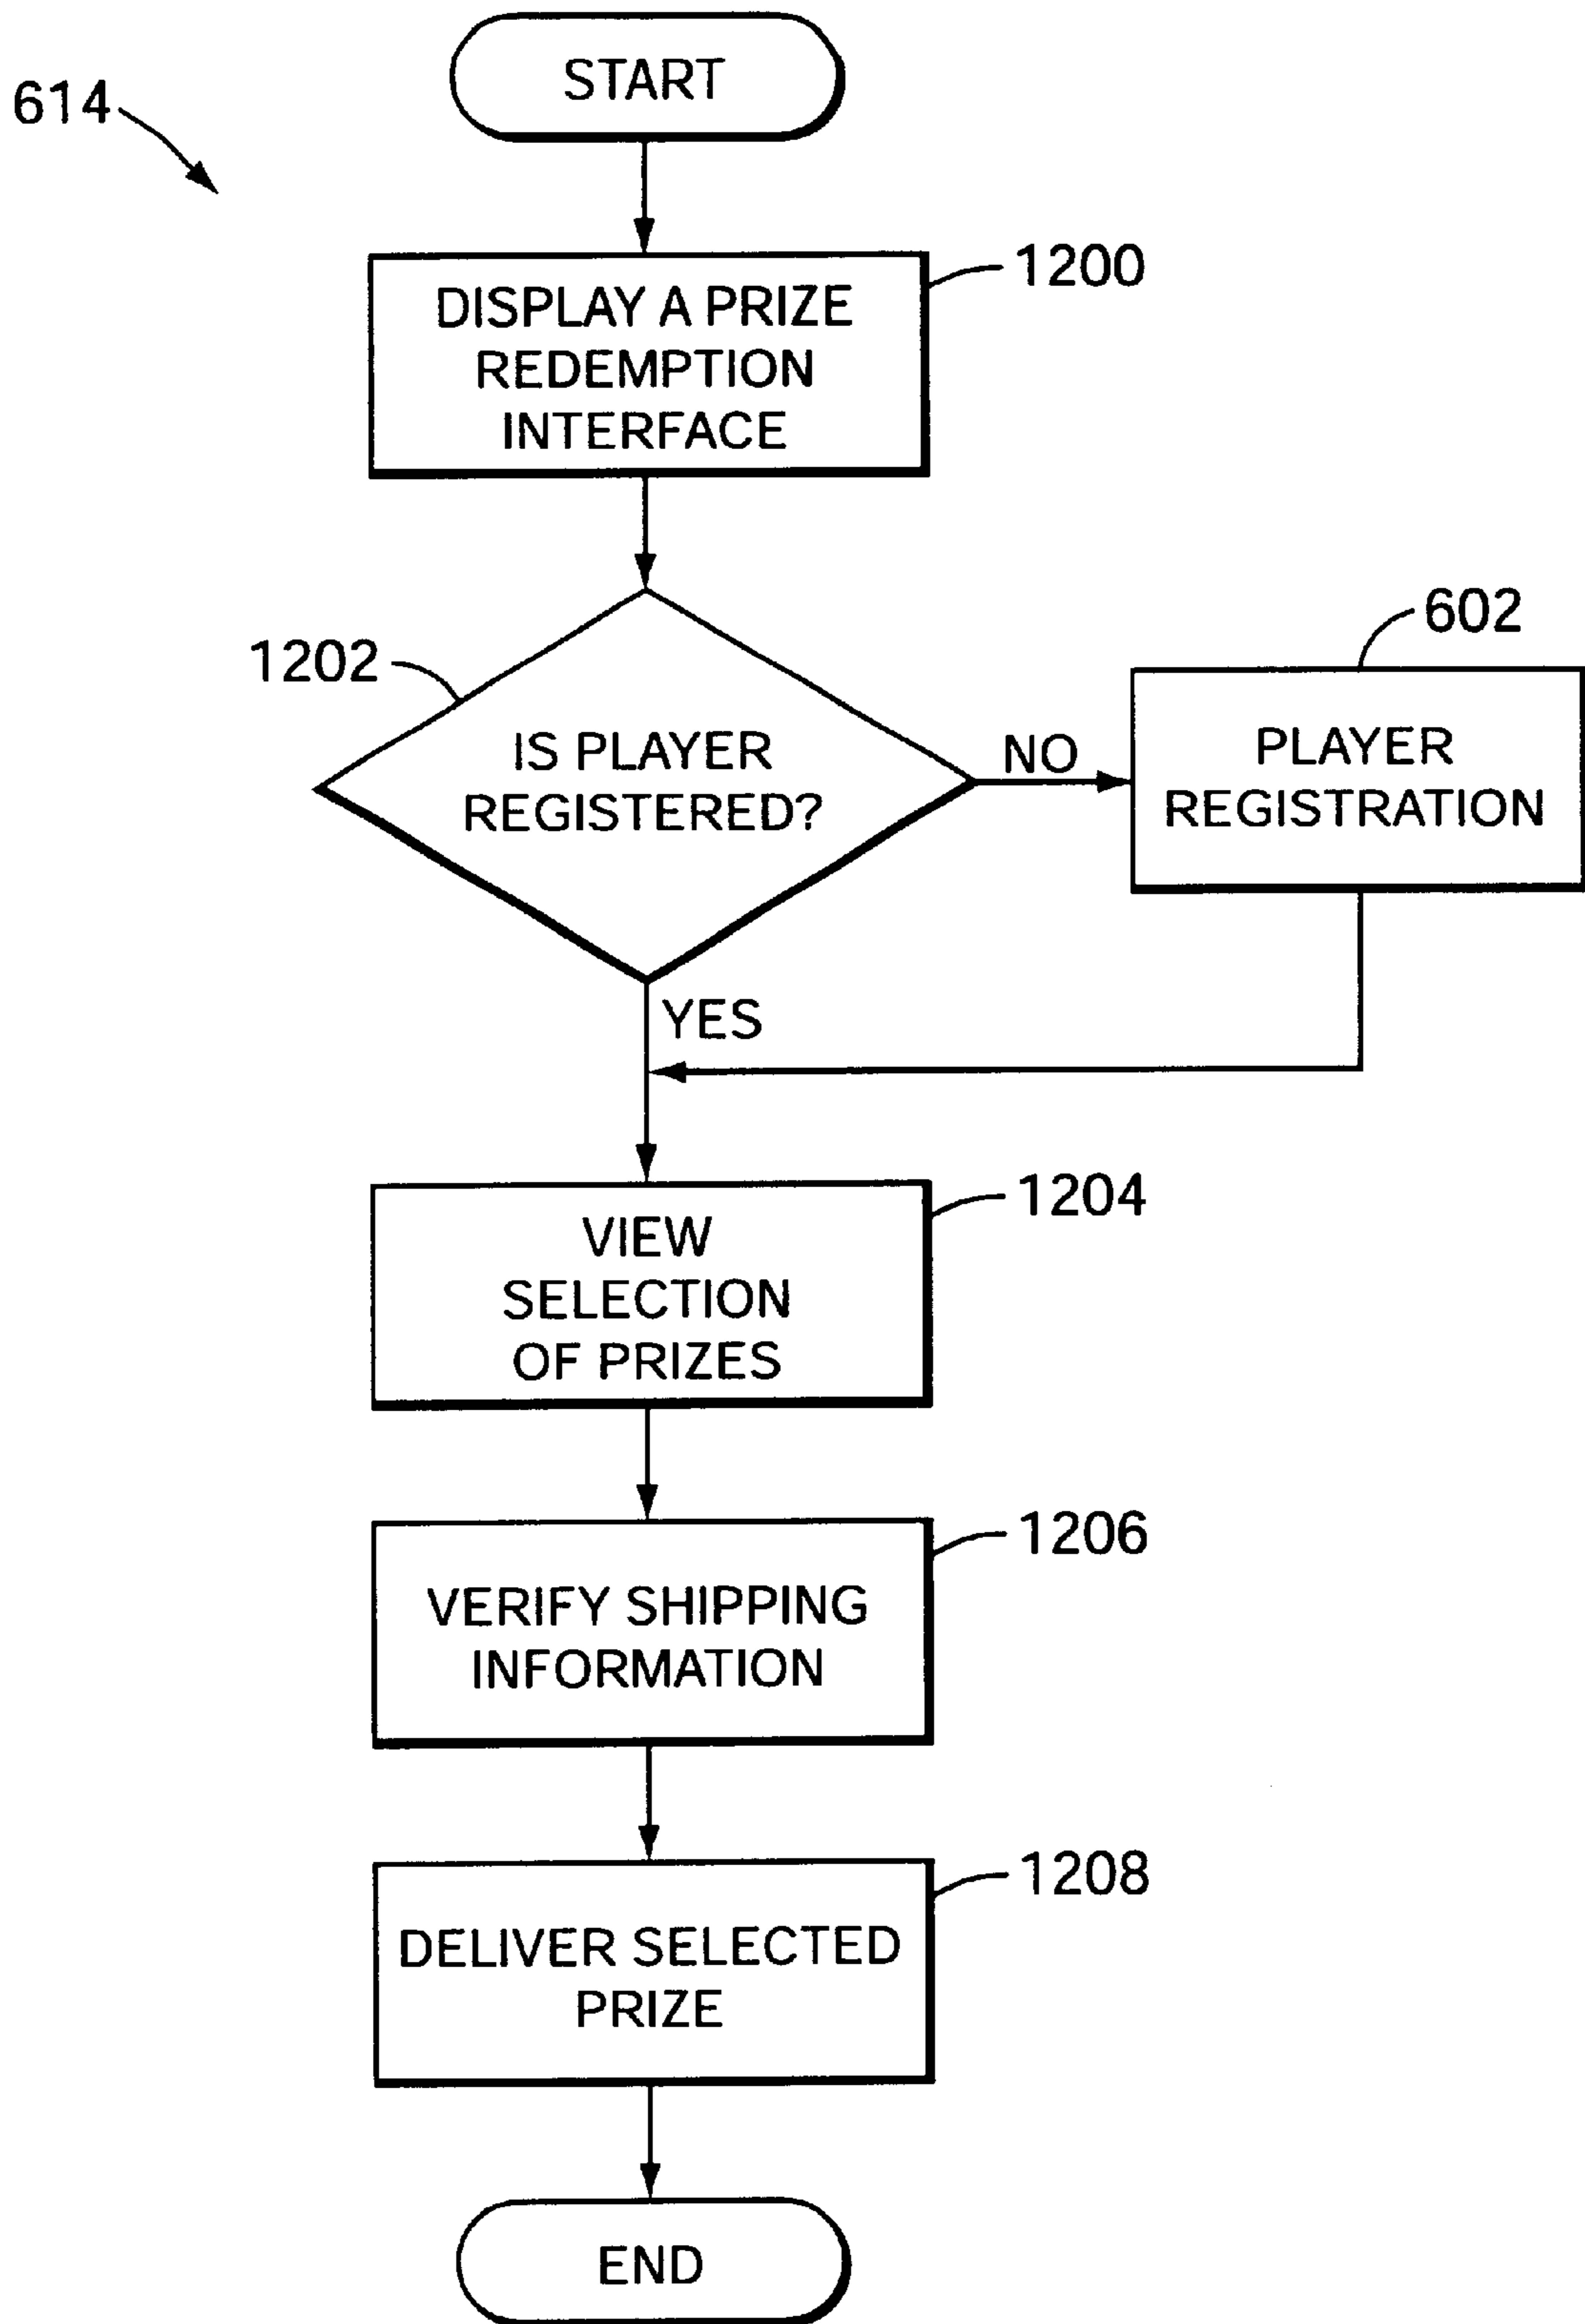 START
614
1200
DISPLAY A PRIZE
REDEMPTION
INTERFACE
602
1202
IS PLAYER
REGISTERED?
NO
PLAYER
REGISTRATION
YES
1204
VIEW
SELECTION
OF PRIZES
1206
VERIFY SHIPPING
INFORMATION
1208
DELIVER SELECTED
PRIZE
END